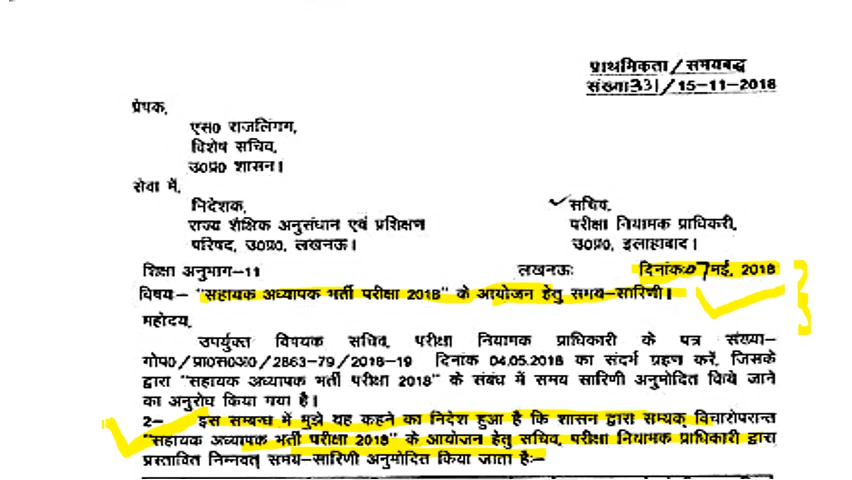 प्राथमिकता/समयबद्ध
संख्या331/15-11-2018
प्रेषक,
एस0 राजलिंगम,
विशेष सचिव,
उ0प्र0 शासन।
सेवा में,
निदेशक,
राज्य शैक्षिक अनुसंधान एवं प्रशिक्षण
परिषद, उ0प्र0, लखनऊ।
सचिव,
परीक्षा नियामक प्राधिकारी,
उ0प्र0, इलाहाबाद।
शिक्षा अनुभाग-11 लखनऊः दिनांकः07मई, 2018
विषय- "सहायक अध्यापक भर्ती परीक्षा 2018" के आयोजन हेतु समय-सारिणी।
महोदय,
उपर्युक्त विषयक सचिव, परीक्षा नियामक प्राधिकारी के पत्र संख्या-
गोप0/प्रा0स0अ0/2863-79/2018-19 दिनांक 04.05.2018 का संदर्भ ग्रहण करें, जिसके
द्वारा "सहायक अध्यापक भर्ती परीक्षा 2018" के संबंध में समय सारिणी अनुमोदित किये जाने
का अनुरोध किया गया है।
2- इस सम्बन्ध में मुझे यह कहने का निदेश हुआ है कि शासन द्वारा सम्यक् विचारोपरान्त
"सहायक अध्यापक भर्ती परीक्षा 2018" के आयोजन हेतु सचिव, परीक्षा नियामक प्राधिकारी द्वारा
प्रस्तावित निम्नवत् समय-सारिणी अनुमोदित किया जाता हैः-